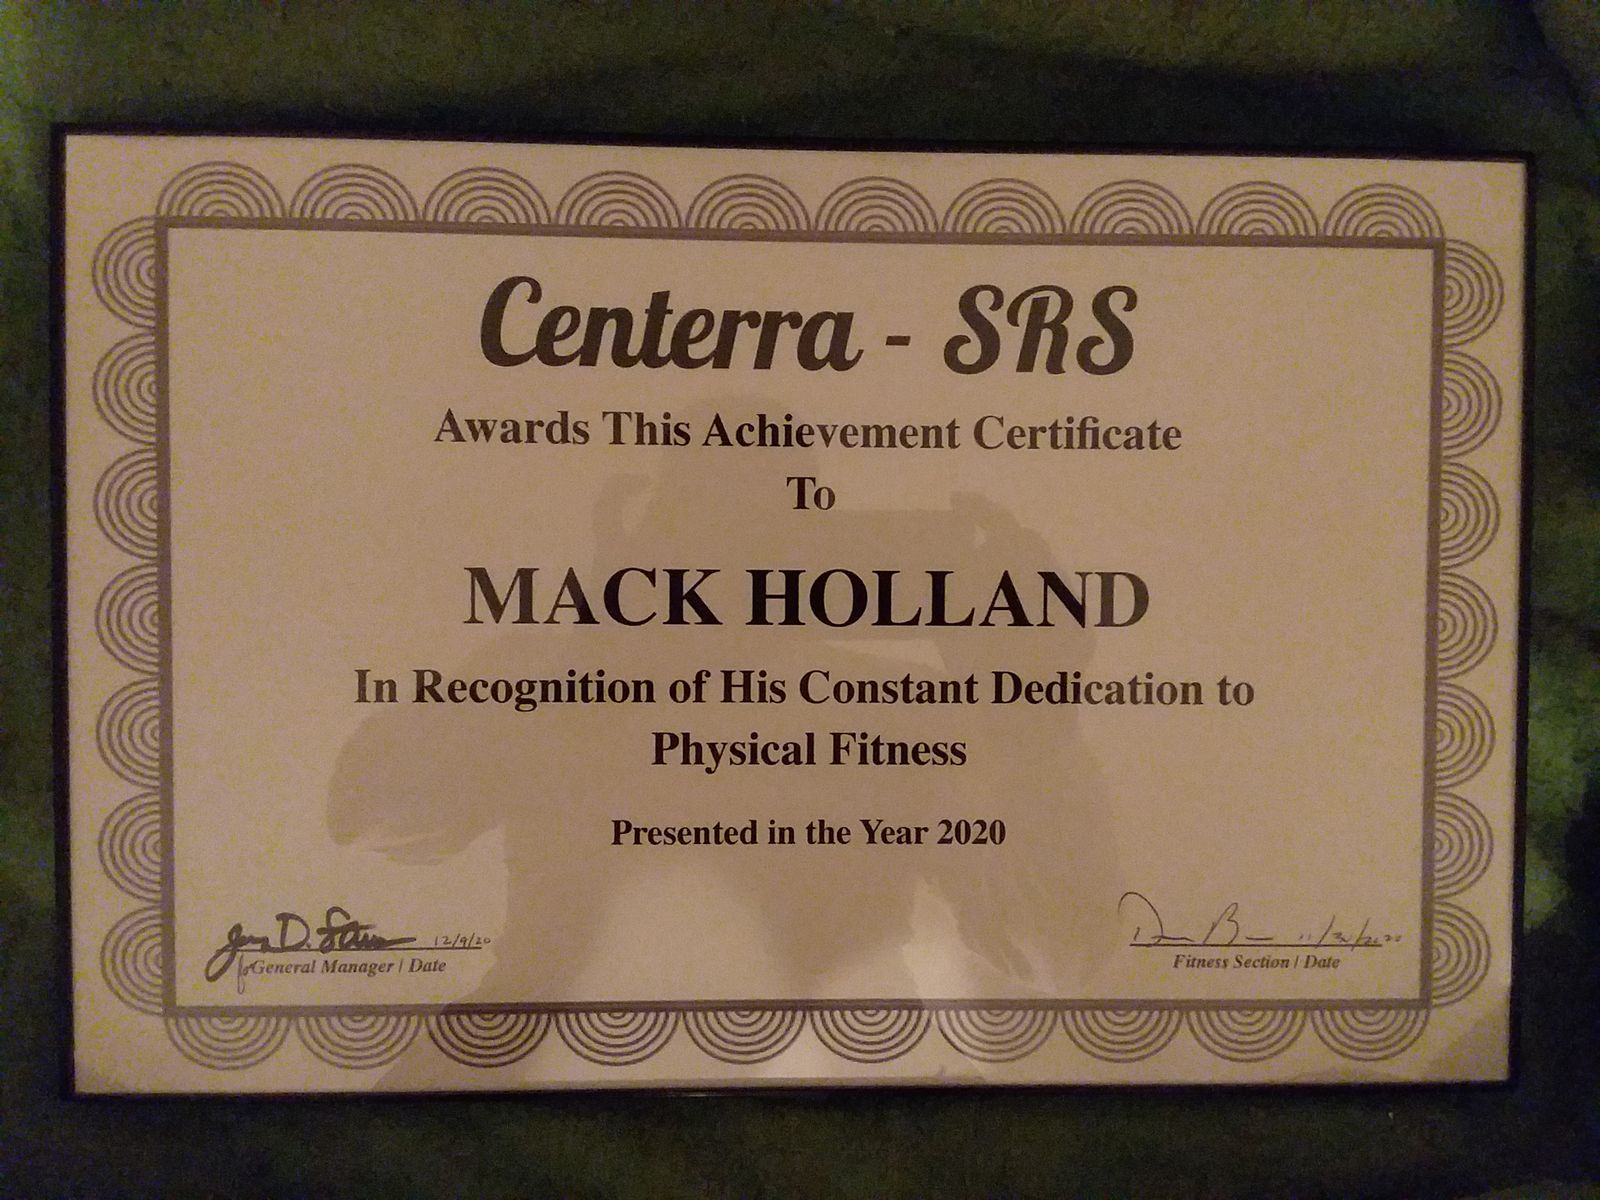 Centerra - SRS
Awards This Achievement Certificate
To
MACK HOLLAND
In Recognition of His Constant Dedication to
Physical Fitness
Presented in the Year 2020
12/9/20
for General Manager / Date
Fitness Section / Date